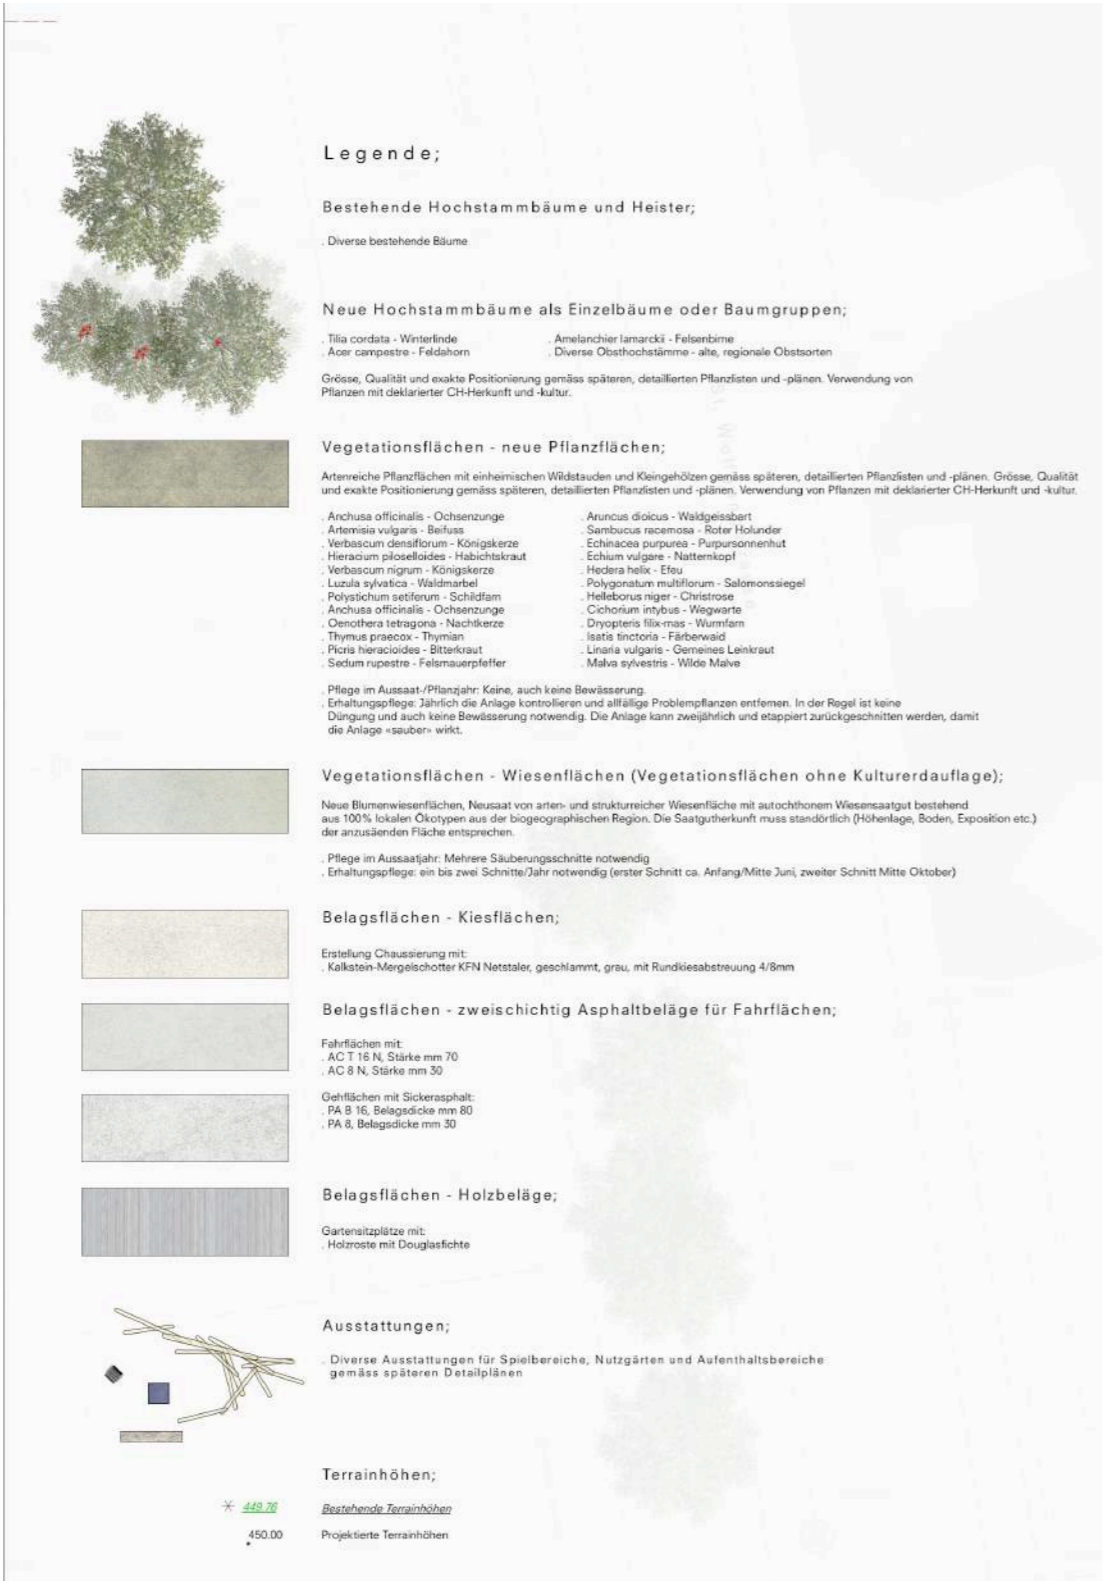 Legende;
Bestehende Hochstammbäume und Heister;
. Diverse bestehende Bäume
Neue Hochstammbäume als Einzelbäume oder Baumgruppen;
. Tilia cordata - Winterlinde
. Acer campestre - Feldahorn
. Amelanchier lamarckii - Felsenbirne
. Diverse Obsthochstämme - alte, regionale Obstsorten
Grösse, Qualität und exakte Positionierung gemäss späteren, detaillierten Pflanzlisten und -plänen. Verwendung von
Pflanzen mit deklarierter CH-Herkunft und -kultur.
Vegetationsflächen - neue Pflanzflächen;
Artenreiche Pflanzflächen mit einheimischen Wildstauden und Kleingehölzen gemäss späteren, detaillierten Pflanzlisten und -plänen. Grösse, Qualität
und exakte Positionierung gemäss späteren, detaillierten Pflanzlisten und -plänen. Verwendung von Pflanzen mit deklarierter CH-Herkunft und -kultur.
. Anchusa officinalis - Ochsenzunge
. Artemisia vulgaris - Beifuss
. Verbascum densiflorum - Königskerze
. Hieracium piloselloides - Habichtskraut
. Verbascum nigrum - Königskerze
. Luzula sylvatica - Waldmarbel
. Polystichum setiferum - Schildfarn
. Anchusa officinalis - Ochsenzunge
. Oenothera tetragona - Nachtkerze
. Thymus praecox - Thymian
. Picris hieracioides - Bitterkraut
. Sedum rupestre - Felsmauerpfeffer
. Aruncus dioicus - Waldgeissbart
. Sambucus racemosa - Roter Holunder
. Echinacea purpurea - Purpursonnenhut
. Echium vulgare - Natternkopf
. Hedera helix - Efeu
. Polygonatum multiflorum - Salomonssiegel
. Helleborus niger - Christrose
. Cichorium intybus - Wegwarte
. Dryopteris filix-mas - Wurmfarn
. Isatis tinctoria - Färberwaid
. Linaria vulgaris - Gemeines Leinkraut
. Malva sylvestris - Wilde Malve
. Pflege im Aussaat-/Pflanzjahr: Keine, auch keine Bewässerung.
. Erhaltungspflege: Jährlich die Anlage kontrollieren und allfällige Problempflanzen entfernen. In der Regel ist keine
Düngung und auch keine Bewässerung notwendig. Die Anlage kann zweijährlich und etappiert zurückgeschnitten werden, damit
die Anlage «sauber» wirkt.
Vegetationsflächen - Wiesenflächen (Vegetationsflächen ohne Kulturerdauflage);
Neue Blumenwiesenflächen, Neusaat von arten- und strukturreicher Wiesenfläche mit autochthonem Wiesensaatgut bestehend
aus 100% lokalen Ökotypen aus der biogeographischen Region. Die Saatgutherkunft muss standörtlich (Höhenlage, Boden, Exposition etc.)
der anzusäenden Fläche entsprechen.
. Pflege im Aussaatjahr: Mehrere Säuberungsschnitte notwendig
. Erhaltungspflege: ein bis zwei Schnitte/Jahr notwendig (erster Schnitt ca. Anfang/Mitte Juni, zweiter Schnitt Mitte Oktober)
Belagsflächen - Kiesflächen;
Erstellung Chaussierung mit:
. Kalkstein-Mergelschotter KFN Netstaler, geschlammt, grau, mit Rundkiesabstreuung 4/8mm
Belagsflächen - zweischichtig Asphaltbeläge für Fahrflächen;
Fahrflächen mit:
. AC T 16 N, Stärke mm 70
. AC 8 N, Stärke mm 30
Gehflächen mit Sickerasphalt:
. PA B 16, Belagsdicke mm 80
. PA 8, Belagsdicke mm 30
Belagsflächen - Holzbeläge;
Gartensitzplätze mit:
. Holzroste mit Douglasfichte
Ausstattungen;
. Diverse Ausstattungen für Spielbereiche, Nutzgärten und Aufenthaltsbereiche
gemäss späteren Detailplänen
Terrainhöhen;
449.76 Bestehende Terrainhöhen
450.00 Projektierte Terrainhöhen